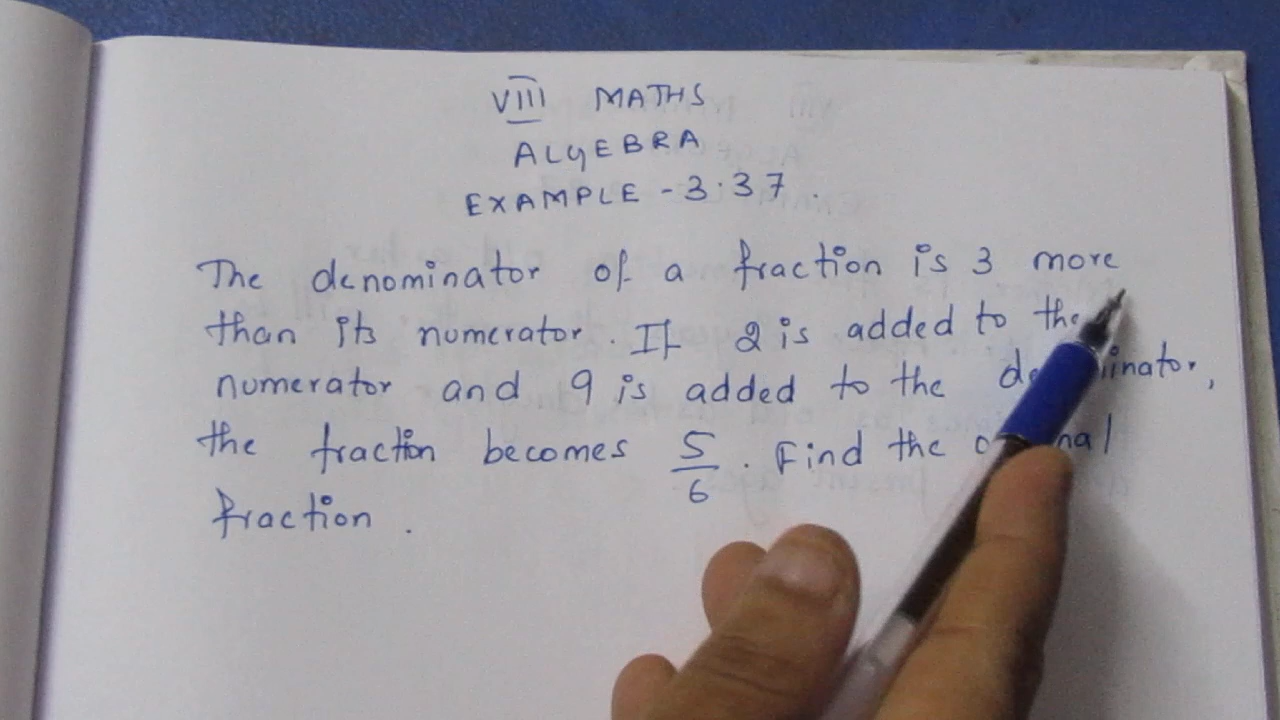 VIII MATHS
ALGEBRA
EXAMPLE - 3.37.
The denominator of a fraction is 3 more
than its numerator. If 2 is added to the
numerator and 9 is added to the
the fraction becomes 5/6. Find the
fraction.